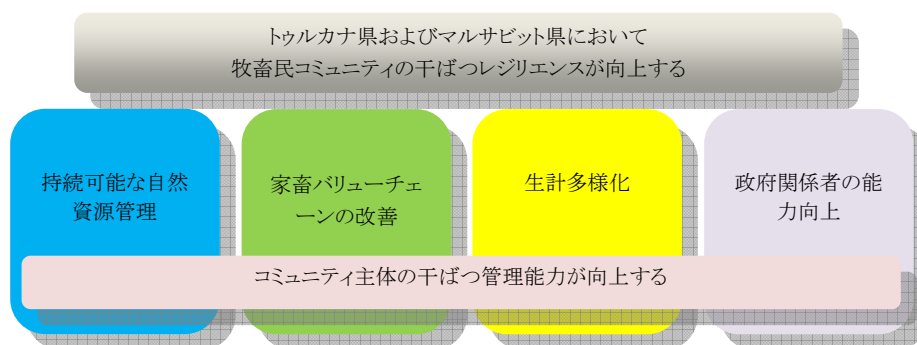 トゥルカナ県およびマルサビット県において
牧畜民コミュニティの干ばつレジリエンスが向上する
持続可能な自然
資源管理
家畜バリューチェ
ーンの改善
生計多様化
政府関係者の能
力向上
コミュニティ主体の干ばつ管理能力が向上する